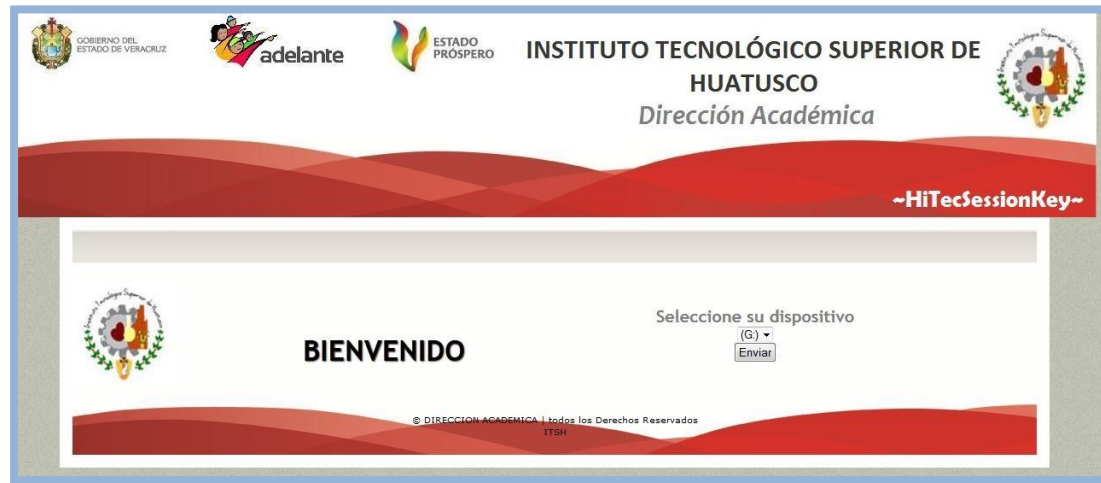 GOBIERNO DEL
ESTADO DE VERACRUZ
adelante
ESTADO
PRÓSPERO
INSTITUTO TECNOLÓGICO SUPERIOR DE
HUATUSCO
Dirección Académica
~HiTecSessionKey~
Seleccione su dispositivo
(G:)
Enviar
BIENVENIDO
© DIRECCION ACADEMICA | todos los Derechos Reservados
ITSH